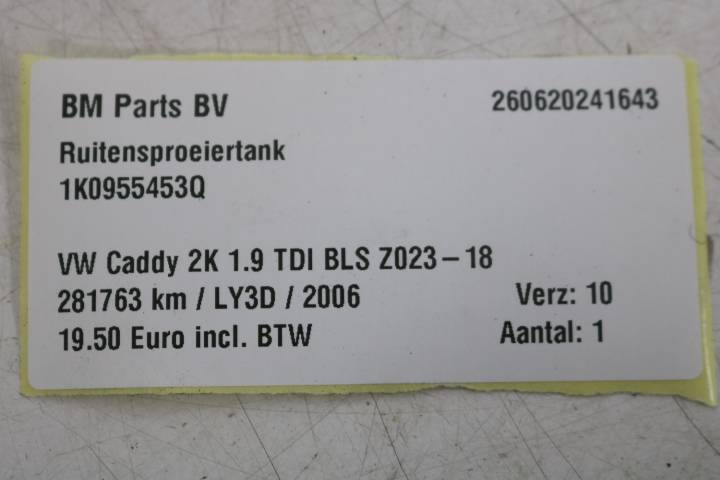 BM Parts BV 260620241643
Ruitensproeiertank
1K0955453Q
VW Caddy 2K 1.9 TDI BLS Z023-18
281763 km / LY3D / 2006 Verz: 10
19.50 Euro incl. BTW Aantal: 1